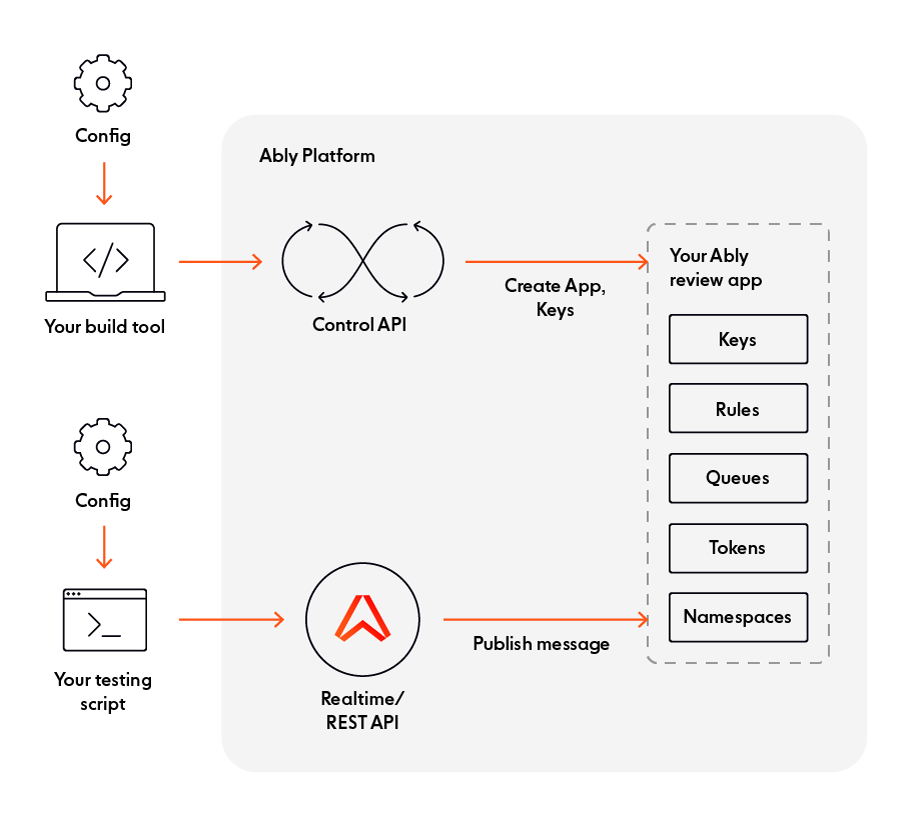 Config
Your build tool
Ably Platform
Control API
Create App,
Keys
Your Ably
review app
Keys
Rules
Queues
Tokens
Namespaces
Config
Your testing
script
Realtime/
REST API
Publish message